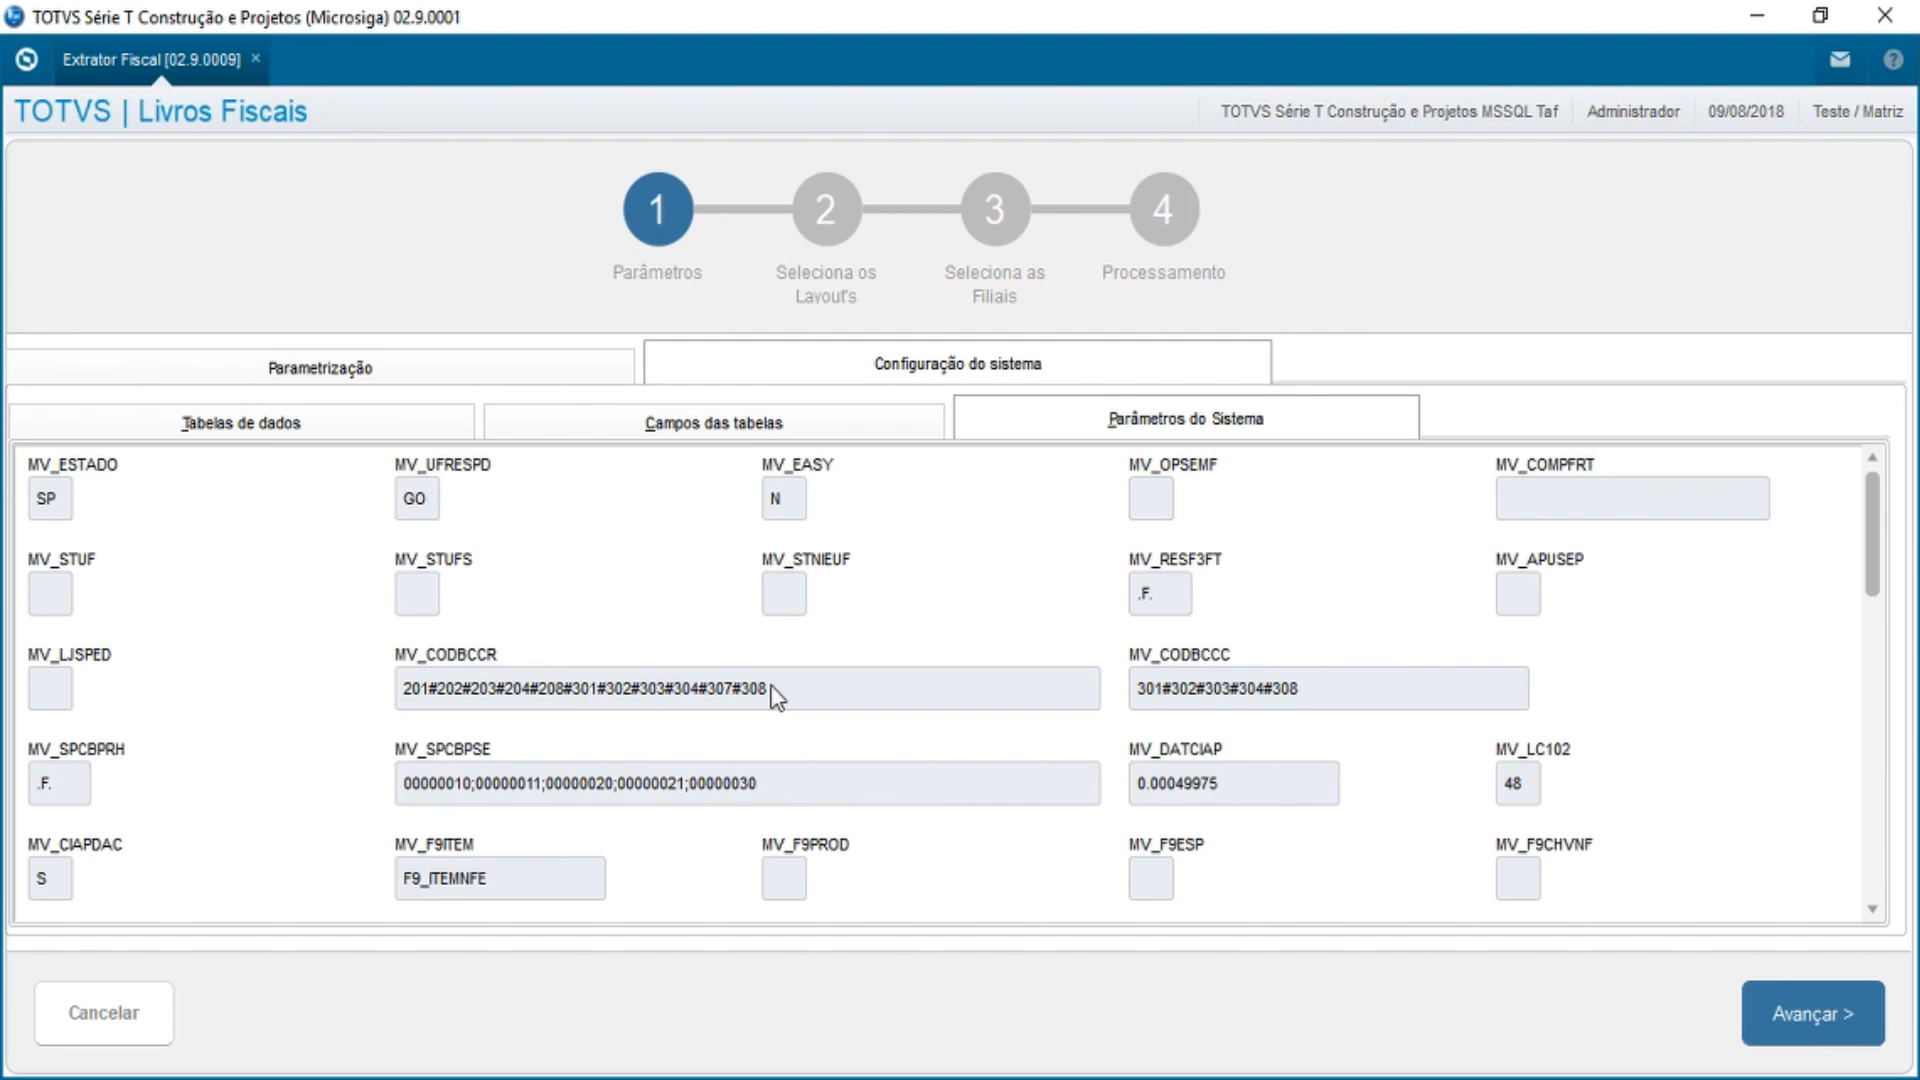 TOTVS Série T Construção e Projetos (Microsiga) 02.9.0001
Extrator Fiscal [02.9.0009] ×
TOTVS | Livros Fiscais
TOTVS Série T Construção e Projetos MSSQL Taf
Administrador
09/08/2018
Teste / Matriz
1
2
3
4
Parâmetros
Seleciona os
Layout's
Seleciona as
Filiais
Processamento
Parametrização
Configuração do sistema
Tabelas de dados
Campos das tabelas
Parâmetros do Sistema
MV_ESTADO
MV_UFRESPD
MV_EASY
MV_OPSEMF
MV_COMPFRT
SP
GO
N
MV_STUF
MV_STUFS
MV_STNIEUF
MV_RESF3FT
MV_APUSEP
.F.
MV_LJSPED
MV_CODBCCR
MV_CODBCCC
201#202#203#204#208#301#302#303#304#307#308
301#302#303#304#308
MV_SPCBPRH
MV_SPCBPSE
MV_DATCIAP
MV_LC102
.F.
00000010;00000011;00000020;00000021;00000030
0.00049975
48
MV_CIAPDAC
MV_F9ITEM
MV_F9PROD
MV_F9ESP
MV_F9CHVNF
S
F9_ITEMNFE
Cancelar
Avançar >